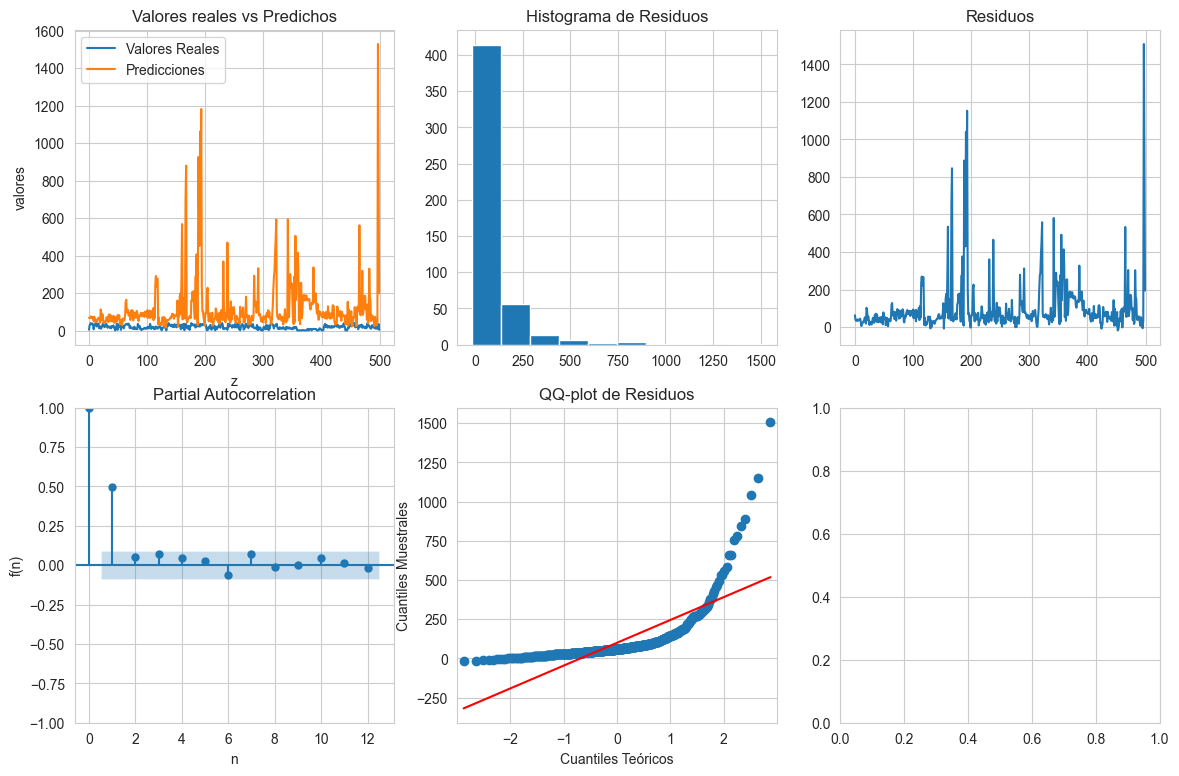 Valores reales vs Predichos
Valores Reales
Predicciones
valores
1600
1400
1200
1000
800
600
400
200
0
0 100 200 300 400 500
z
Histograma de Residuos
400
350
300
250
200
150
100
50
0
0 250 500 750 1000 1250 1500
Residuos
1400
1200
1000
800
600
400
200
0
0 100 200 300 400 500
Partial Autocorrelation
f(n)
1.00
0.75
0.50
0.25
0.00
−0.25
−0.50
−0.75
−1.00
0 2 4 6 8 10 12
n
QQ-plot de Residuos
Cuantiles Muestrales
1500
1250
1000
750
500
250
0
−250
−2 −1 0 1 2
Cuantiles Teóricos
1.0
0.8
0.6
0.4
0.2
0.0
0.0 0.2 0.4 0.6 0.8 1.0